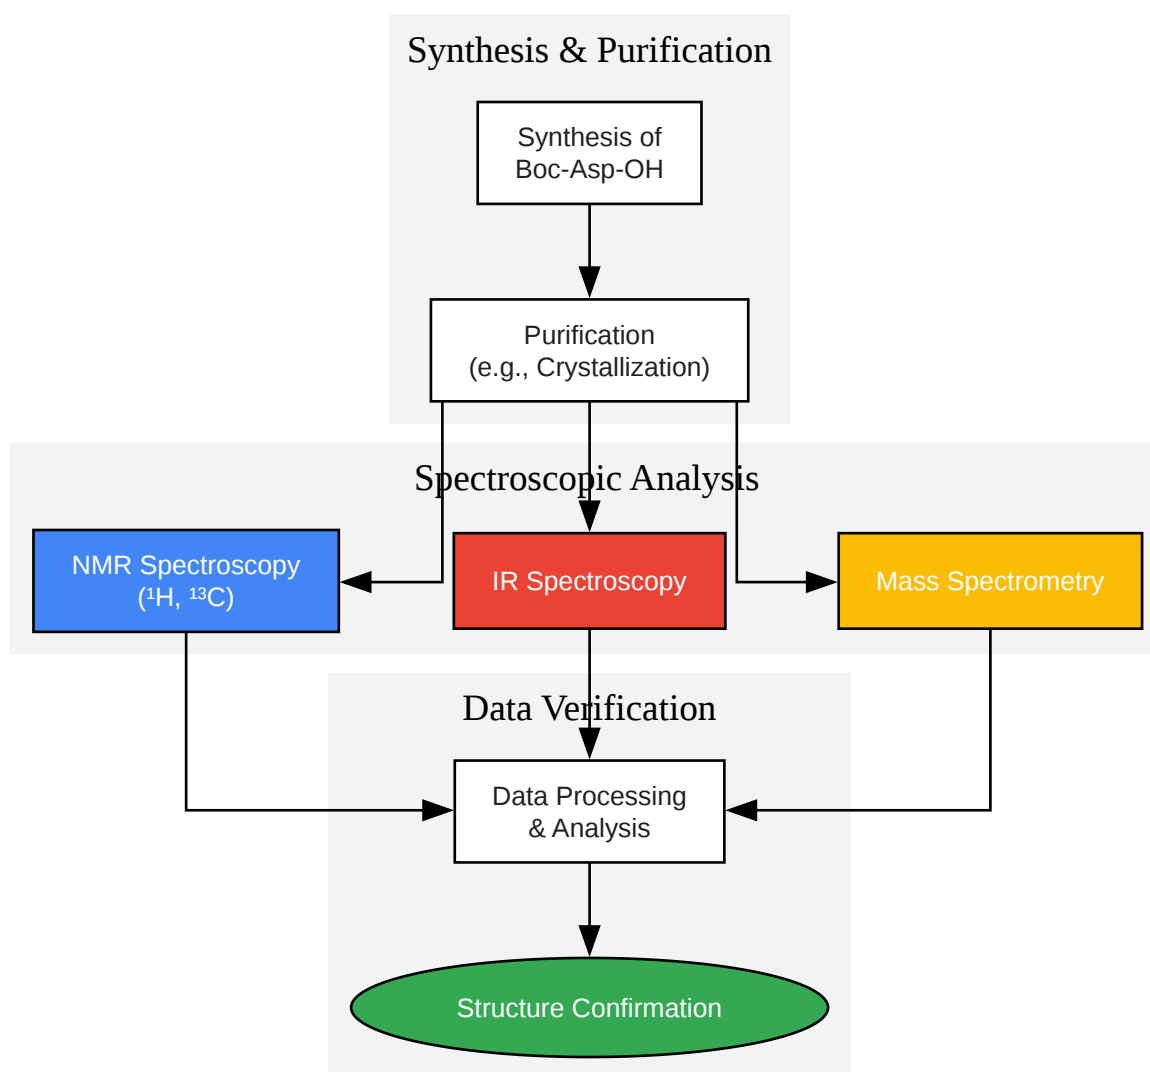 Synthesis & Purification
Synthesis of
Boc-Asp-OH
Purification
(e.g., Crystallization)
Spectroscopic Analysis
NMR Spectroscopy
(¹H, ¹³C)
IR Spectroscopy
Mass Spectrometry
Data Verification
Data Processing
& Analysis
Structure Confirmation